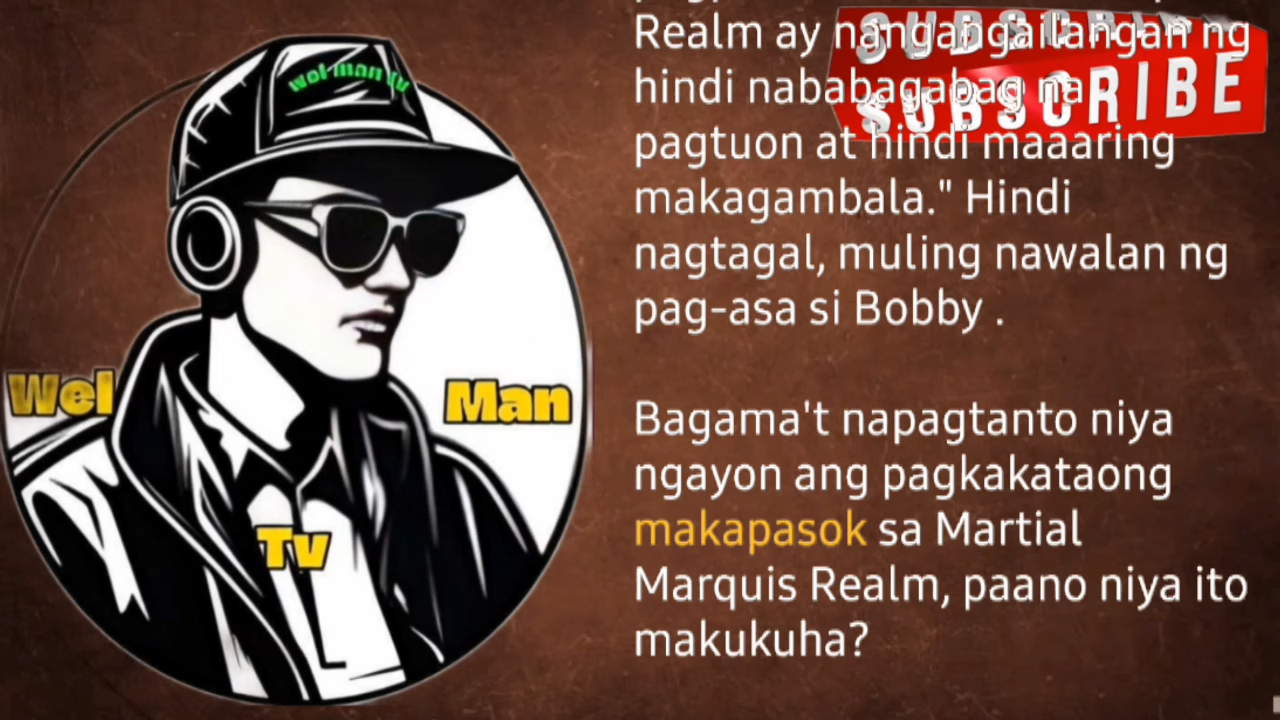 wel man tv
Wel
Man
Tv
SUBSCRIBE
SUBSCRIBE
Realm ay nangangailangan ng
hindi nababagabag na
pagtuon at hindi maaaring
makagambala." Hindi
nagtagal, muling nawalan ng
pag-asa si Bobby .
Bagama't napagtanto niya
ngayon ang pagkakataong
makapasok sa Martial
Marquis Realm, paano niya ito
makukuha?